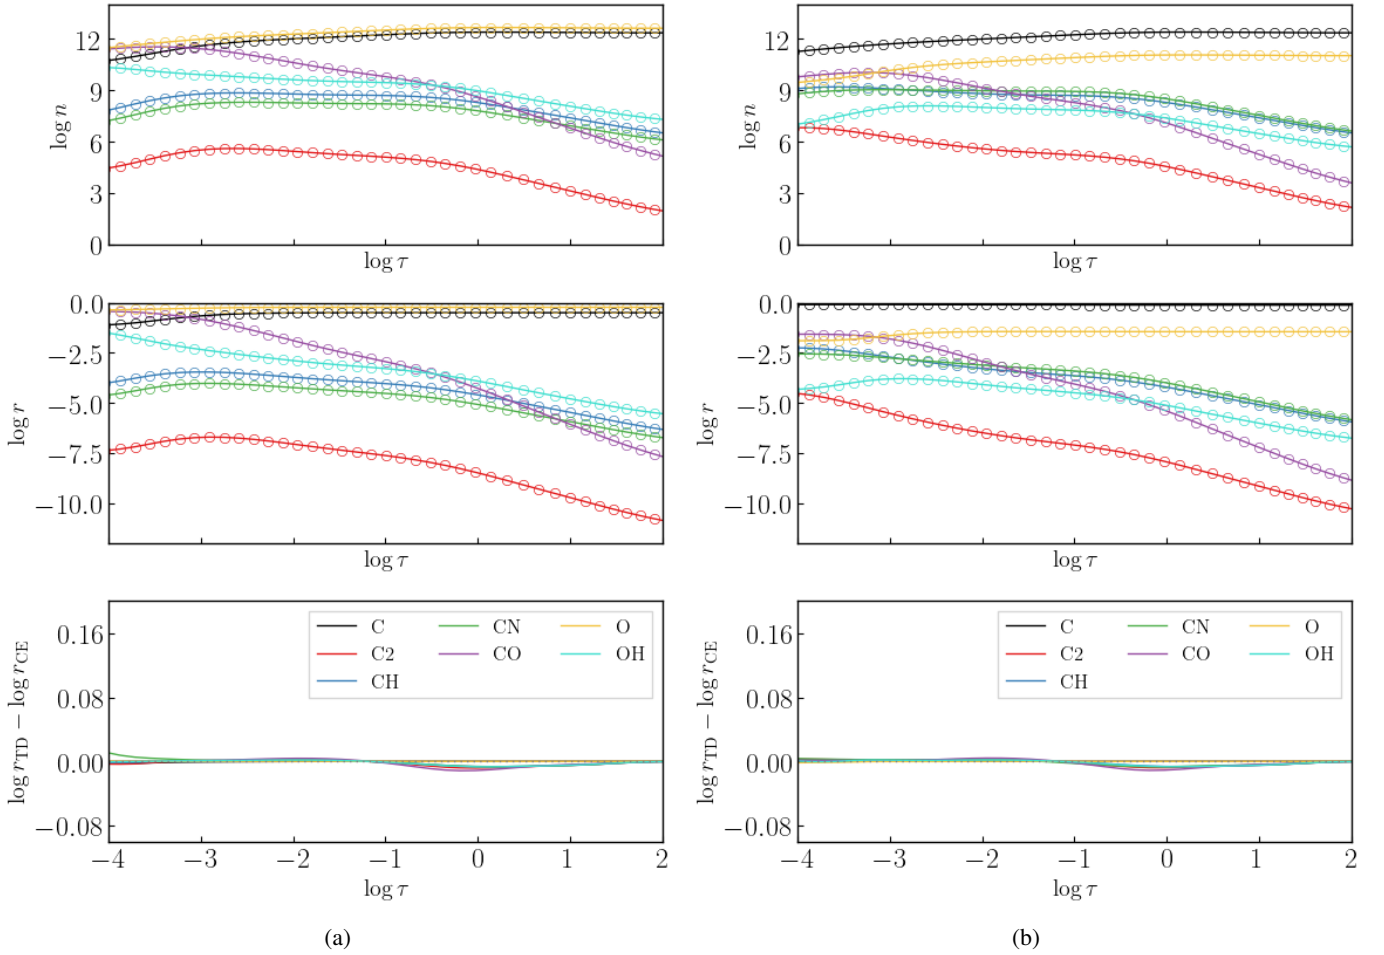 12
9
6
3
0
log n
log τ
12
9
6
3
0
log n
log τ
0.0
−2.5
−5.0
−7.5
−10.0
log r
log τ
0.0
−2.5
−5.0
−7.5
−10.0
log r
log τ
0.16
0.08
0.00
−0.08
log r_TD − log r_CE
C CN O
C2 CO OH
CH
−4 −3 −2 −1 0 1 2
log τ
0.16
0.08
0.00
−0.08
log r_TD − log r_CE
C CN O
C2 CO OH
CH
−4 −3 −2 −1 0 1 2
log τ
(a)
(b)